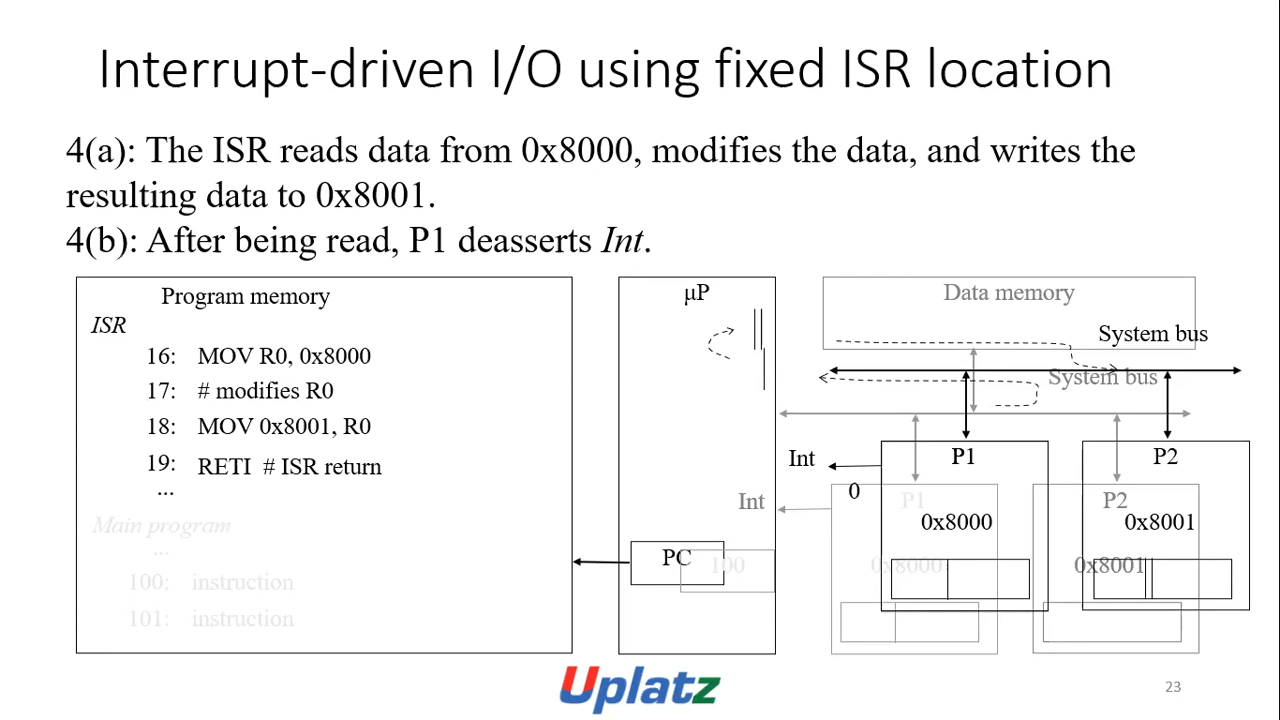 Interrupt-driven I/O using fixed ISR location
4(a): The ISR reads data from 0x8000, modifies the data, and writes the
resulting data to 0x8001.
4(b): After being read, P1 deasserts Int.
Program memory
ISR
16: MOV R0, 0x8000
17: # modifies R0
18: MOV 0x8001, R0
19: RETI # ISR return
...
Main program
...
100: instruction
101: instruction
μP
PC
100
Data memory
System bus
System bus
Int
0
Int
P1
0x8000
P2
0x8001
P1
0x8000
P2
0x8001
Uplatz
23